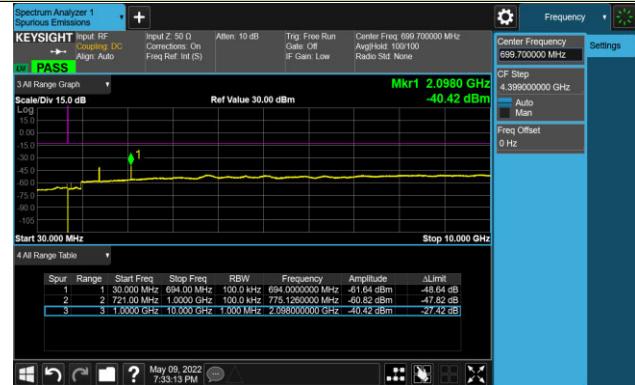 Spectrum Analyzer 1
Spurious Emissions
+
Frequency
KEYSIGHT Input: RF Input Z: 50 Ω Atten: 10 dB Trig: Free Run Center Freq: 699.700000 MHz
Coupling: DC Corrections: On Gate: Off Avg|Hold: 100/100
Align: Auto Freq Ref: Int (S) IF Gain: Low Radio Std: None
PASS
Center Frequency
699.700000 MHz
Settings
CF Step
4.399000000 GHz
Auto
Man
Freq Offset
0 Hz
3 All Range Graph
Mkr1 2.0980 GHz
Scale/Div 15.0 dB Ref Value 30.00 dBm -40.42 dBm
Log
15.0
0.00
-15.0
-30.0
-45.0
-60.0
-75.0
-90.0
-105
1
Start 30.000 MHz Stop 10.000 GHz
4 All Range Table
Spur Range Start Freq Stop Freq RBW Frequency Amplitude ΔLimit
1 1 30.000 MHz 694.00 MHz 100.0 kHz 694.0000000 MHz -61.64 dBm -48.64 dB
2 2 721.00 MHz 1.0000 GHz 100.0 kHz 775.1260000 MHz -60.82 dBm -47.82 dB
3 3 1.0000 GHz 10.000 GHz 1.000 MHz 2.098000000 GHz -40.42 dBm -27.42 dB
? May 09, 2022
7:33:13 PM